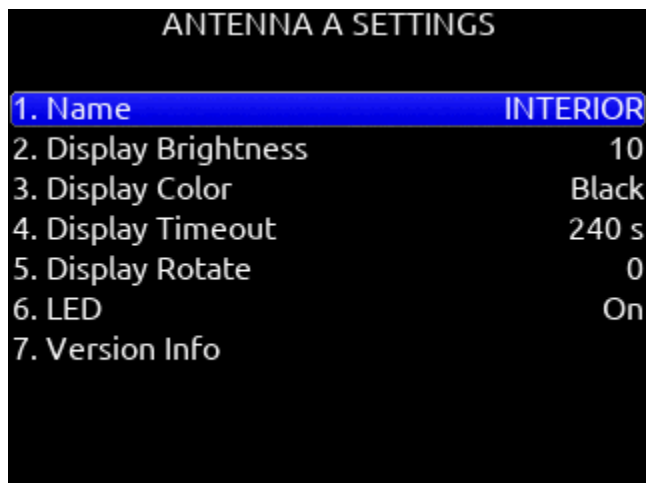 ANTENNA A SETTINGS
1. Name INTERIOR
2. Display Brightness 10
3. Display Color Black
4. Display Timeout 240 s
5. Display Rotate 0
6. LED On
7. Version Info